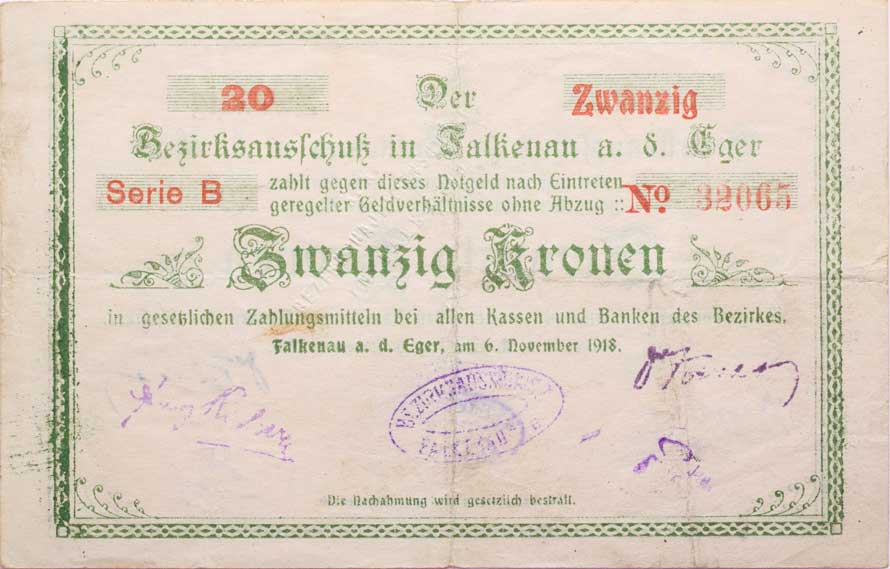 20 Der Zwanzig
Bezirksausschuß in Falkenau a. d. Eger
Serie B zahlt gegen dieses Notgeld nach Eintreten № 32065
geregelter Geldverhältnisse ohne Abzug ::
Zwanzig Kronen
in gesetzlichen Zahlungsmitteln bei allen Kassen und Banken des Bezirkes.
Falkenau a. d. Eger, am 6. November 1918.
FALKENAU
Die Nachahmung wird gesetzlich bestraft.